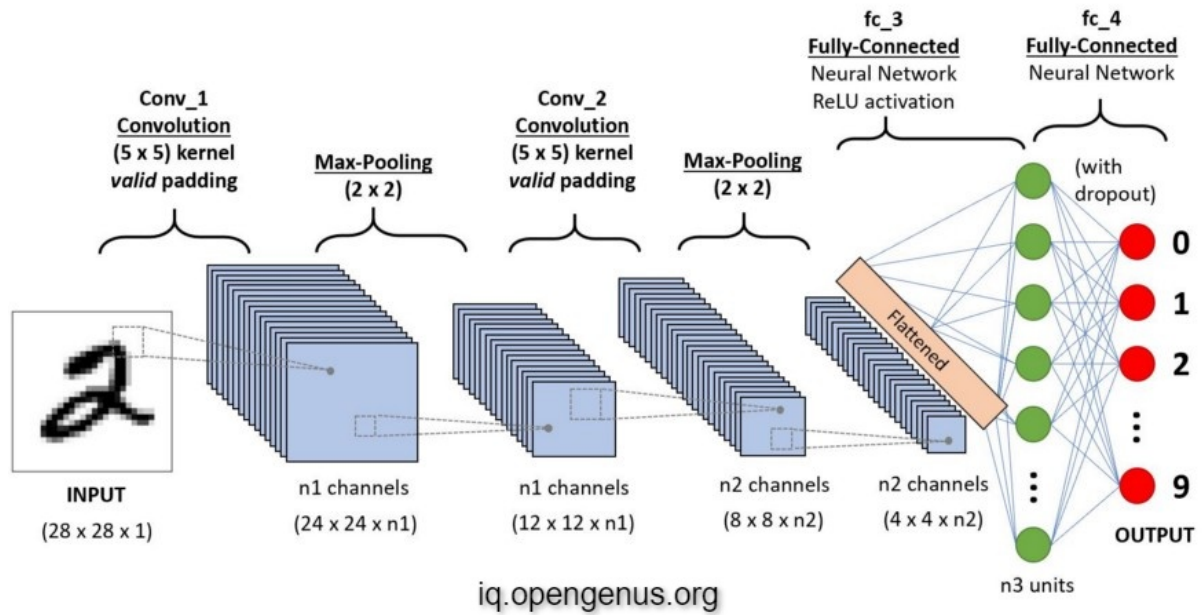 Conv_1
Convolution
(5 x 5) kernel
valid padding
Max-Pooling
(2 x 2)
Conv_2
Convolution
(5 x 5) kernel
valid padding
Max-Pooling
(2 x 2)
fc_3
Fully-Connected
Neural Network
ReLU activation
fc_4
Fully-Connected
Neural Network
(with
dropout)
Flattened
2
0
1
2
⋮
9
OUTPUT
⋮
n3 units
INPUT
(28 x 28 x 1)
n1 channels
(24 x 24 x n1)
n1 channels
(12 x 12 x n1)
n2 channels
(8 x 8 x n2)
n2 channels
(4 x 4 x n2)
iq.opengenus.org